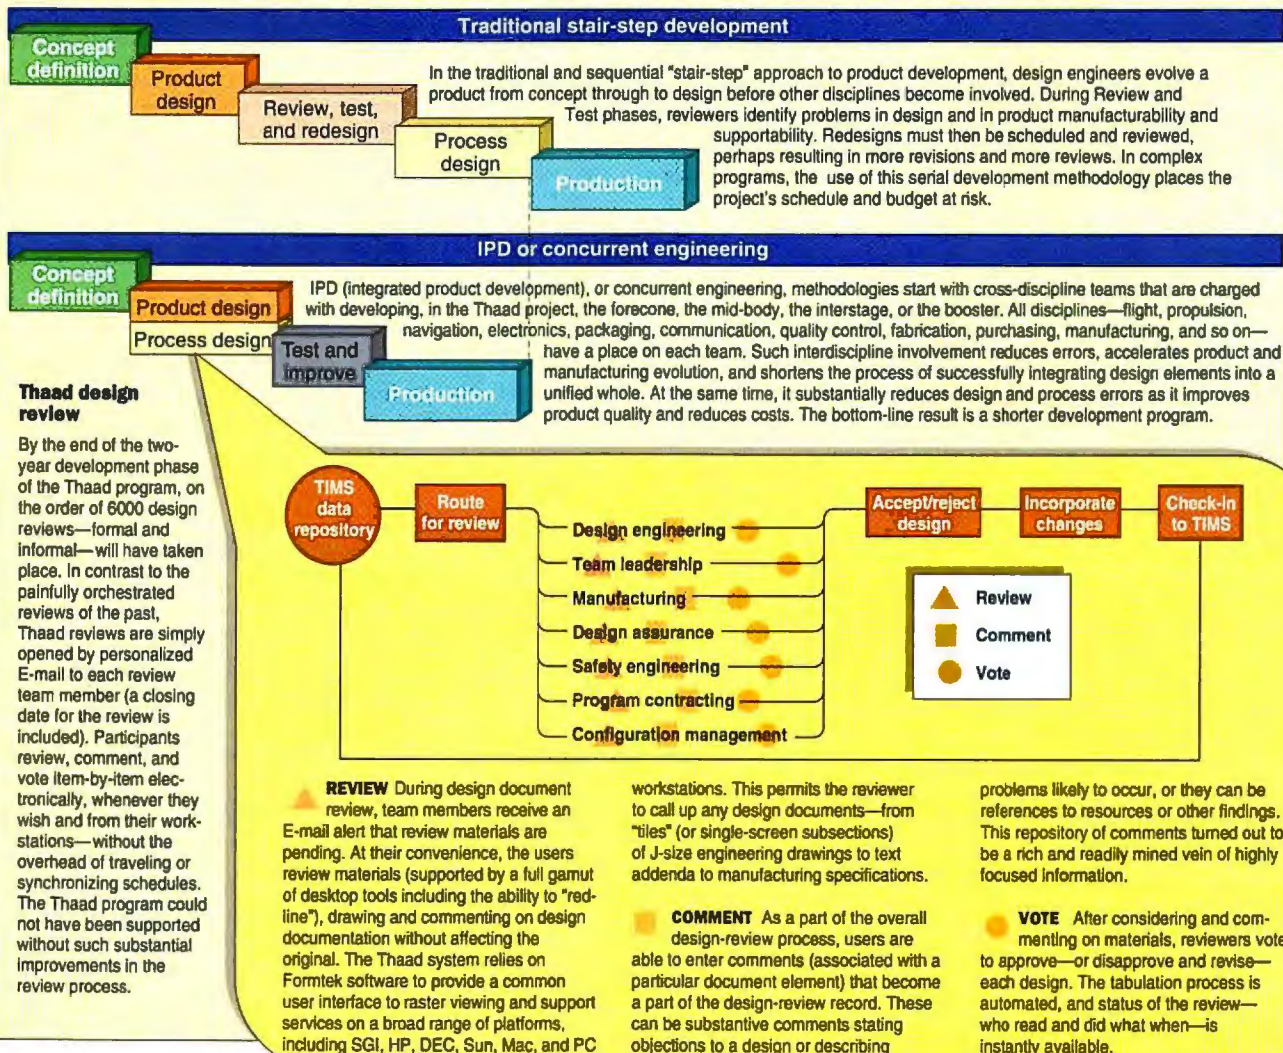 Traditional stair-step development
Concept
definition
Product
design
Review, test,
and redesign
Process
design
Production
In the traditional and sequential "stair-step" approach to product development, design engineers evolve a
product from concept through to design before other disciplines become involved. During Review and
Test phases, reviewers identify problems in design and in product manufacturability and
supportability. Redesigns must then be scheduled and reviewed,
perhaps resulting in more revisions and more reviews. In complex
programs, the use of this serial development methodology places the
project's schedule and budget at risk.
IPD or concurrent engineering
Concept
definition
Product design
Process design
Test and
improve
Production
IPD (integrated product development), or concurrent engineering, methodologies start with cross-discipline teams that are charged
with developing, in the Thaad project, the forecone, the mid-body, the interstage, or the booster. All disciplines—flight, propulsion,
navigation, electronics, packaging, communication, quality control, fabrication, purchasing, manufacturing, and so on—
have a place on each team. Such interdiscipline involvement reduces errors, accelerates product and
manufacturing evolution, and shortens the process of successfully integrating design elements into a
unified whole. At the same time, it substantially reduces design and process errors as it improves
product quality and reduces costs. The bottom-line result is a shorter development program.
Thaad design
review
By the end of the two-
year development phase
of the Thaad program, on
the order of 6000 design
reviews—formal and
informal—will have taken
place. In contrast to the
painfully orchestrated
reviews of the past,
Thaad reviews are simply
opened by personalized
E-mail to each review
team member (a closing
date for the review is
included). Participants
review, comment, and
vote item-by-item elec-
tronically, whenever they
wish and from their work-
stations—without the
overhead of traveling or
synchronizing schedules.
The Thaad program could
not have been supported
without such substantial
improvements in the
review process.
TIMS
data
repository
Route
for review
Design engineering
Team leadership
Manufacturing
Design assurance
Safety engineering
Program contracting
Configuration management
Accept/reject
design
Incorporate
changes
Check-in
to TIMS
Review
Comment
Vote
REVIEW During design document
review, team members receive an
E-mail alert that review materials are
pending. At their convenience, the users
review materials (supported by a full gamut
of desktop tools including the ability to "red-
line"), drawing and commenting on design
documentation without affecting the
original. The Thaad system relies on
Formtek software to provide a common
user interface to raster viewing and support
services on a broad range of platforms,
including SGI, HP, DEC, Sun, Mac, and PC
workstations. This permits the reviewer
to call up any design documents—from
"tiles" (or single-screen subsections)
of J-size engineering drawings to text
addenda to manufacturing specifications.
COMMENT As a part of the overall
design-review process, users are
able to enter comments (associated with a
particular document element) that become
a part of the design-review record. These
can be substantive comments stating
objections to a design or describing
problems likely to occur, or they can be
references to resources or other findings.
This repository of comments turned out to
be a rich and readily mined vein of highly
focused information.
VOTE After considering and com-
menting on materials, reviewers vote
to approve—or disapprove and revise—
each design. The tabulation process is
automated, and status of the review—
who read and did what when—is
instantly available.